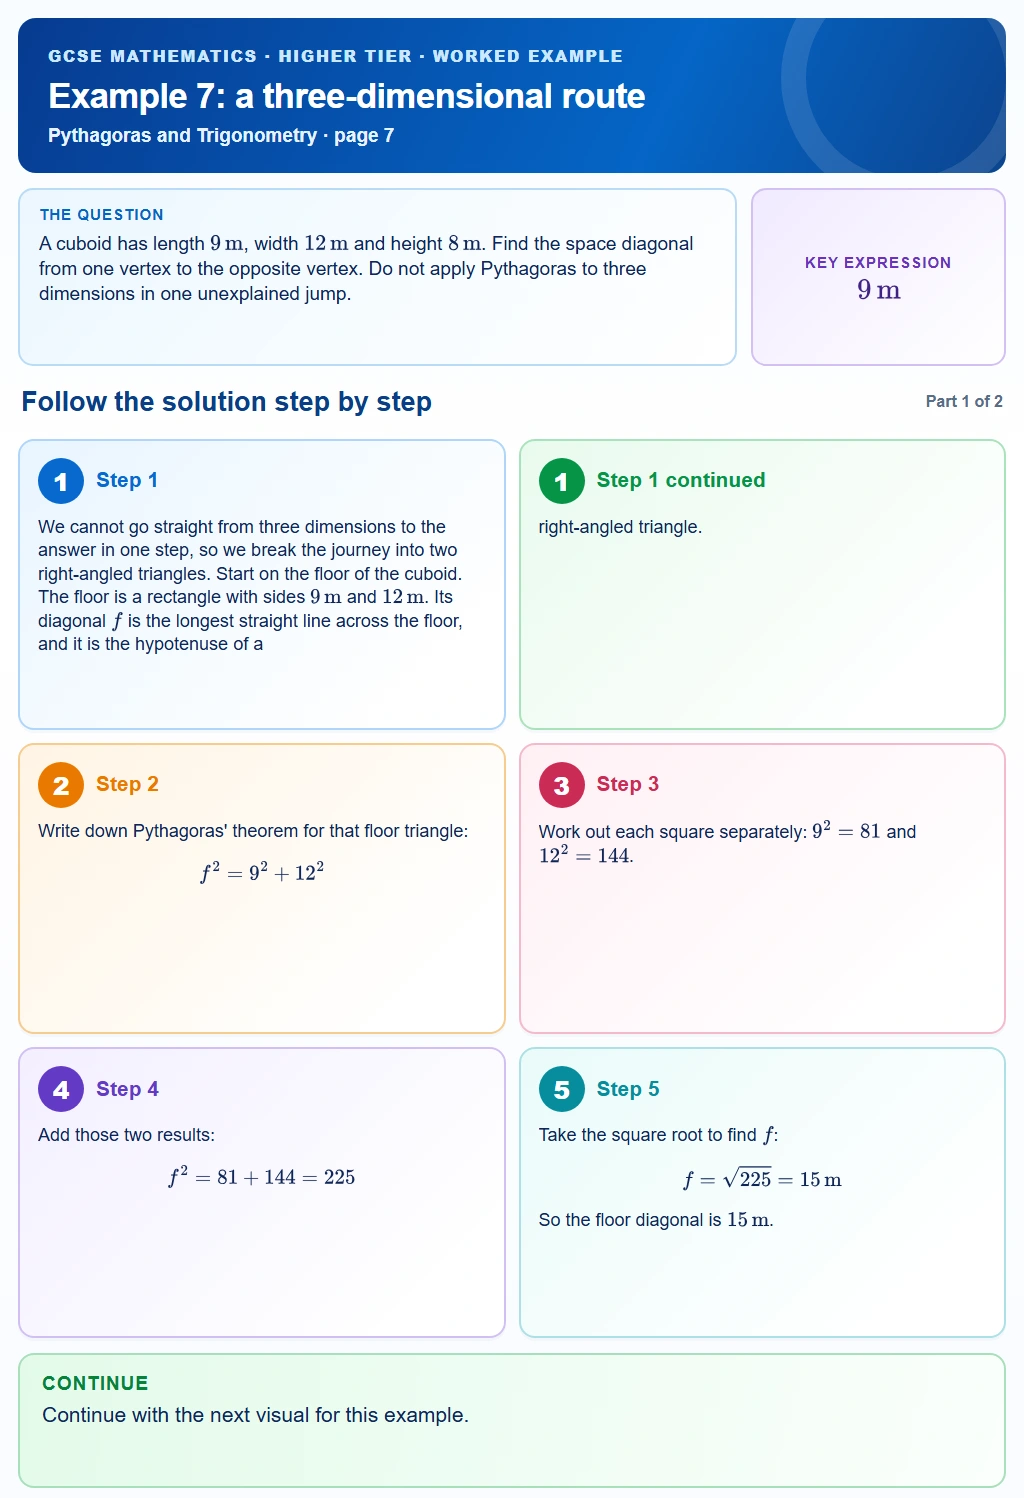 GCSE MATHEMATICS · HIGHER TIER · WORKED EXAMPLE
Example 7: a three-dimensional route
Pythagoras and Trigonometry · page 7
THE QUESTION
A cuboid has length 9 m, width 12 m and height 8 m. Find the space diagonal
from one vertex to the opposite vertex. Do not apply Pythagoras to three
dimensions in one unexplained jump.
KEY EXPRESSION
9 m
Follow the solution step by step
Part 1 of 2
1 Step 1
We cannot go straight from three dimensions to the
answer in one step, so we break the journey into two
right-angled triangles. Start on the floor of the cuboid.
The floor is a rectangle with sides 9 m and 12 m. Its
diagonal f is the longest straight line across the floor,
and it is the hypotenuse of a
1 Step 1 continued
right-angled triangle.
2 Step 2
Write down Pythagoras' theorem for that floor triangle:
f² = 9² + 12²
3 Step 3
Work out each square separately: 9² = 81 and
12² = 144.
4 Step 4
Add those two results:
f² = 81 + 144 = 225
5 Step 5
Take the square root to find f:
f = √225 = 15 m
So the floor diagonal is 15 m.
CONTINUE
Continue with the next visual for this example.